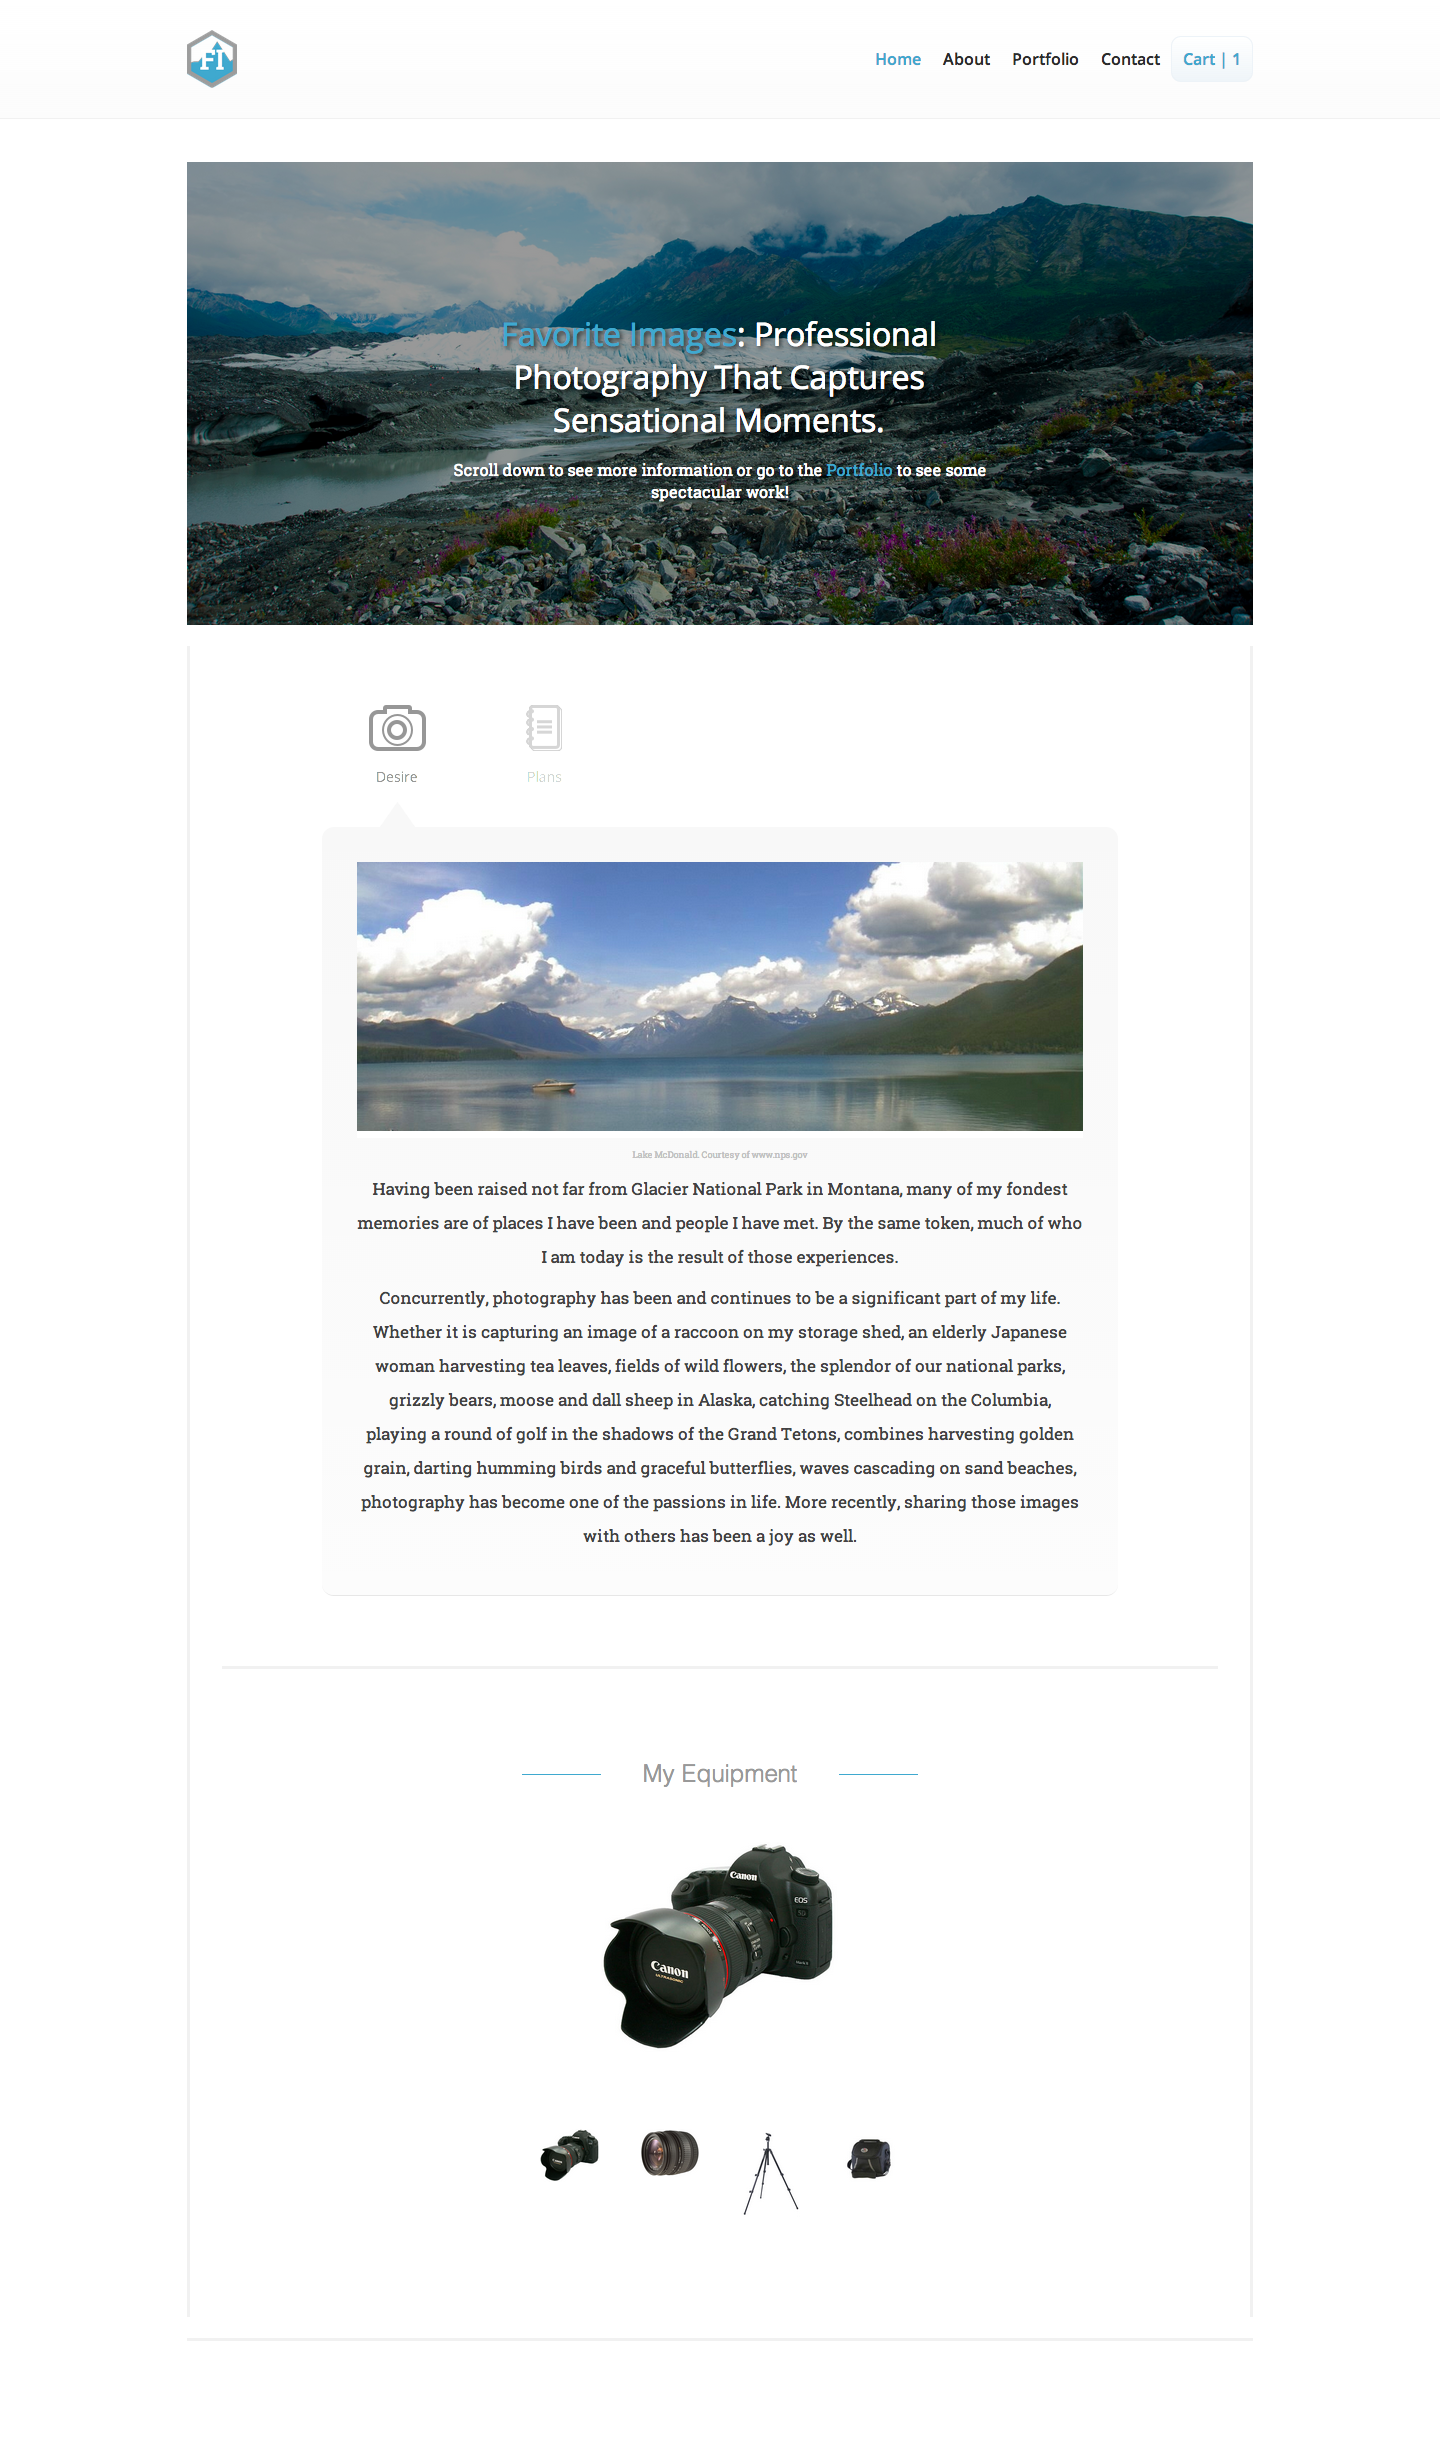 FI
Home About Portfolio Contact Cart | 1
Favorite Images: Professional
Photography That Captures
Sensational Moments.
Scroll down to see more information or go to the Portfolio to see some
spectacular work!
Desire Plans
Lake McDonald. Courtesy of www.nps.gov
Having been raised not far from Glacier National Park in Montana, many of my fondest
memories are of places I have been and people I have met. By the same token, much of who
I am today is the result of those experiences.
Concurrently, photography has been and continues to be a significant part of my life.
Whether it is capturing an image of a raccoon on my storage shed, an elderly Japanese
woman harvesting tea leaves, fields of wild flowers, the splendor of our national parks,
grizzly bears, moose and dall sheep in Alaska, catching Steelhead on the Columbia,
playing a round of golf in the shadows of the Grand Tetons, combines harvesting golden
grain, darting humming birds and graceful butterflies, waves cascading on sand beaches,
photography has become one of the passions in life. More recently, sharing those images
with others has been a joy as well.
My Equipment
Canon
EOS
5D
Canon
ULTRASONIC